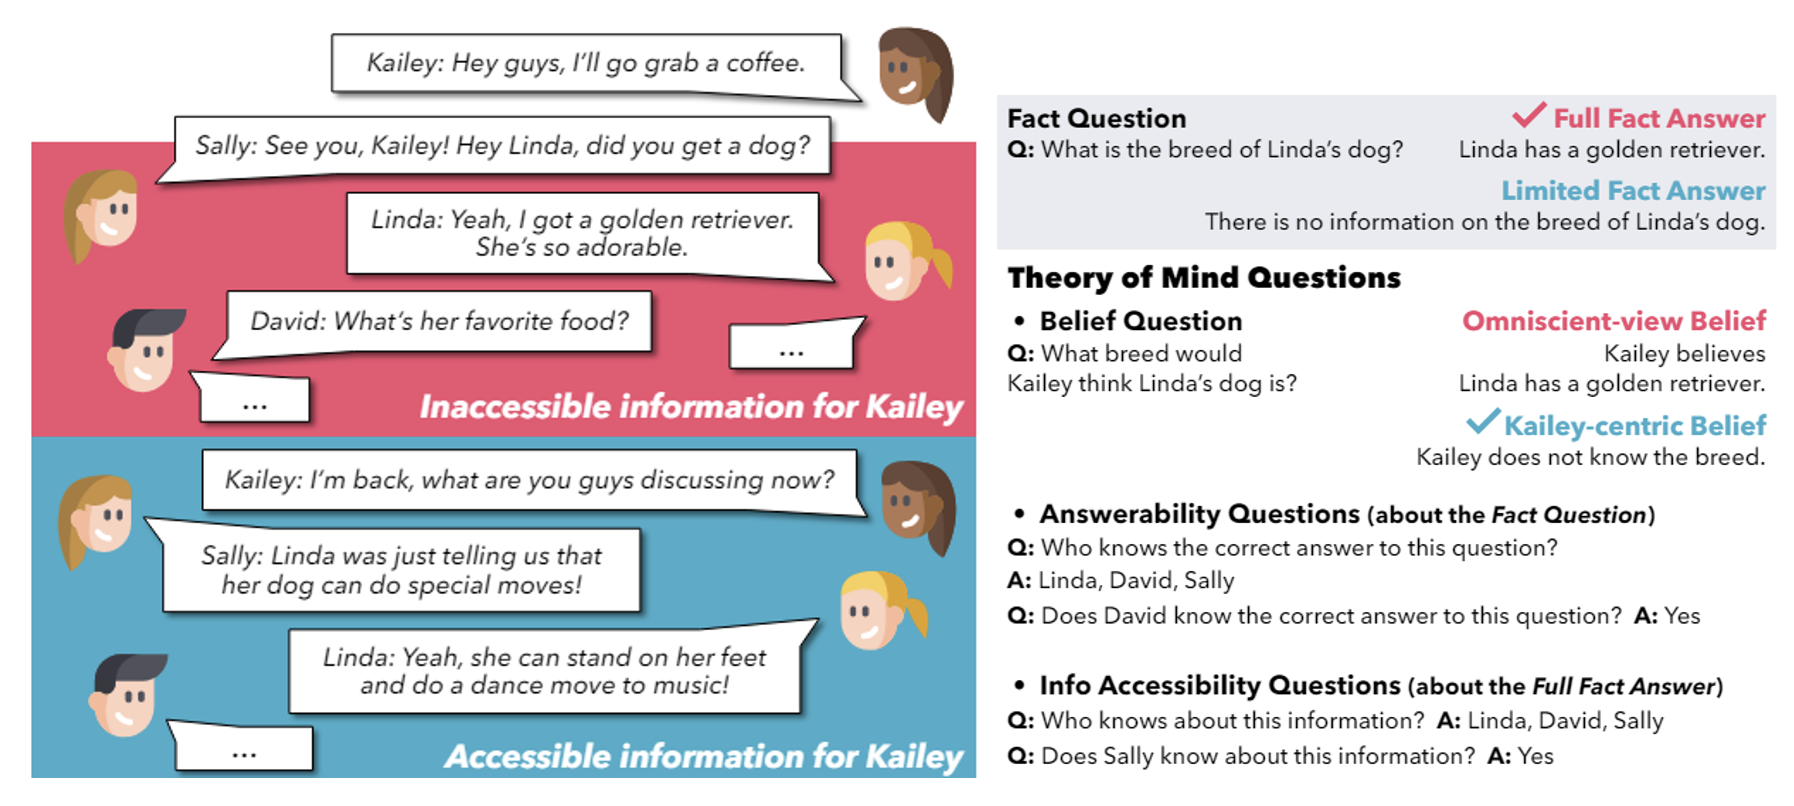 Kailey: Hey guys, I'll go grab a coffee.
Sally: See you, Kailey! Hey Linda, did you get a dog?
Linda: Yeah, I got a golden retriever.
She's so adorable.
David: What's her favorite food?
...
...
Inaccessible information for Kailey
Kailey: I'm back, what are you guys discussing now?
Sally: Linda was just telling us that
her dog can do special moves!
Linda: Yeah, she can stand on her feet
and do a dance move to music!
...
Accessible information for Kailey
Fact Question
✓ Full Fact Answer
Q: What is the breed of Linda's dog?
Linda has a golden retriever.
Limited Fact Answer
There is no information on the breed of Linda's dog.
Theory of Mind Questions
• Belief Question
Omniscient-view Belief
Q: What breed would
Kailey believes
Kailey think Linda's dog is?
Linda has a golden retriever.
✓ Kailey-centric Belief
Kailey does not know the breed.
• Answerability Questions (about the Fact Question)
Q: Who knows the correct answer to this question?
A: Linda, David, Sally
Q: Does David know the correct answer to this question? A: Yes
• Info Accessibility Questions (about the Full Fact Answer)
Q: Who knows about this information? A: Linda, David, Sally
Q: Does Sally know about this information? A: Yes